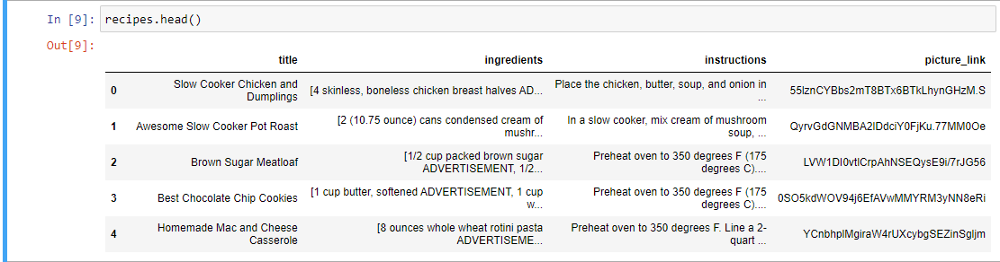 In [9]: recipes.head()
Out[9]:
title ingredients instructions picture_link
0 Slow Cooker Chicken and Dumplings [4 skinless, boneless chicken breast halves AD... Place the chicken, butter, soup, and onion in ... 55lznCYBbs2mT8BTx6BTkLhynGHzM.S
1 Awesome Slow Cooker Pot Roast [2 (10.75 ounce) cans condensed cream of mushr... In a slow cooker, mix cream of mushroom soup, ... QyrvGdGNMBA2lDdciY0FjKu.77MM0Oe
2 Brown Sugar Meatloaf [1/2 cup packed brown sugar ADVERTISEMENT, 1/2... Preheat oven to 350 degrees F (175 degrees C).... LVW1DI0vtlCrpAhNSEQysE9i/7rJG56
3 Best Chocolate Chip Cookies [1 cup butter, softened ADVERTISEMENT, 1 cup w... Preheat oven to 350 degrees F (175 degrees C).... 0SO5kdWOV94j6EfAVwMMYRM3yNN8eRi
4 Homemade Mac and Cheese Casserole [8 ounces whole wheat rotini pasta ADVERTISEME... Preheat oven to 350 degrees F. Line a 2-quart ... YCnbhplMgiraW4rUXcybgSEZinSgljm